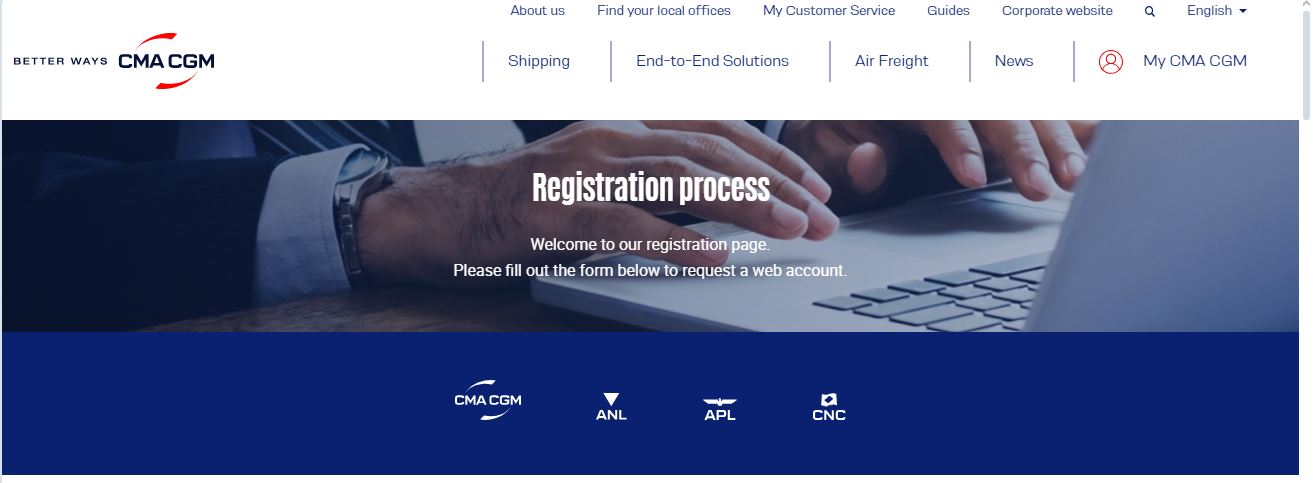 About us Find your local offices My Customer Service Guides Corporate website English
BETTER WAYS CMA CGM Shipping End-to-End Solutions Air Freight News My CMA CGM
Registration process
Welcome to our registration page.
Please fill out the form below to request a web account.
CMA CGM ANL APL CNC